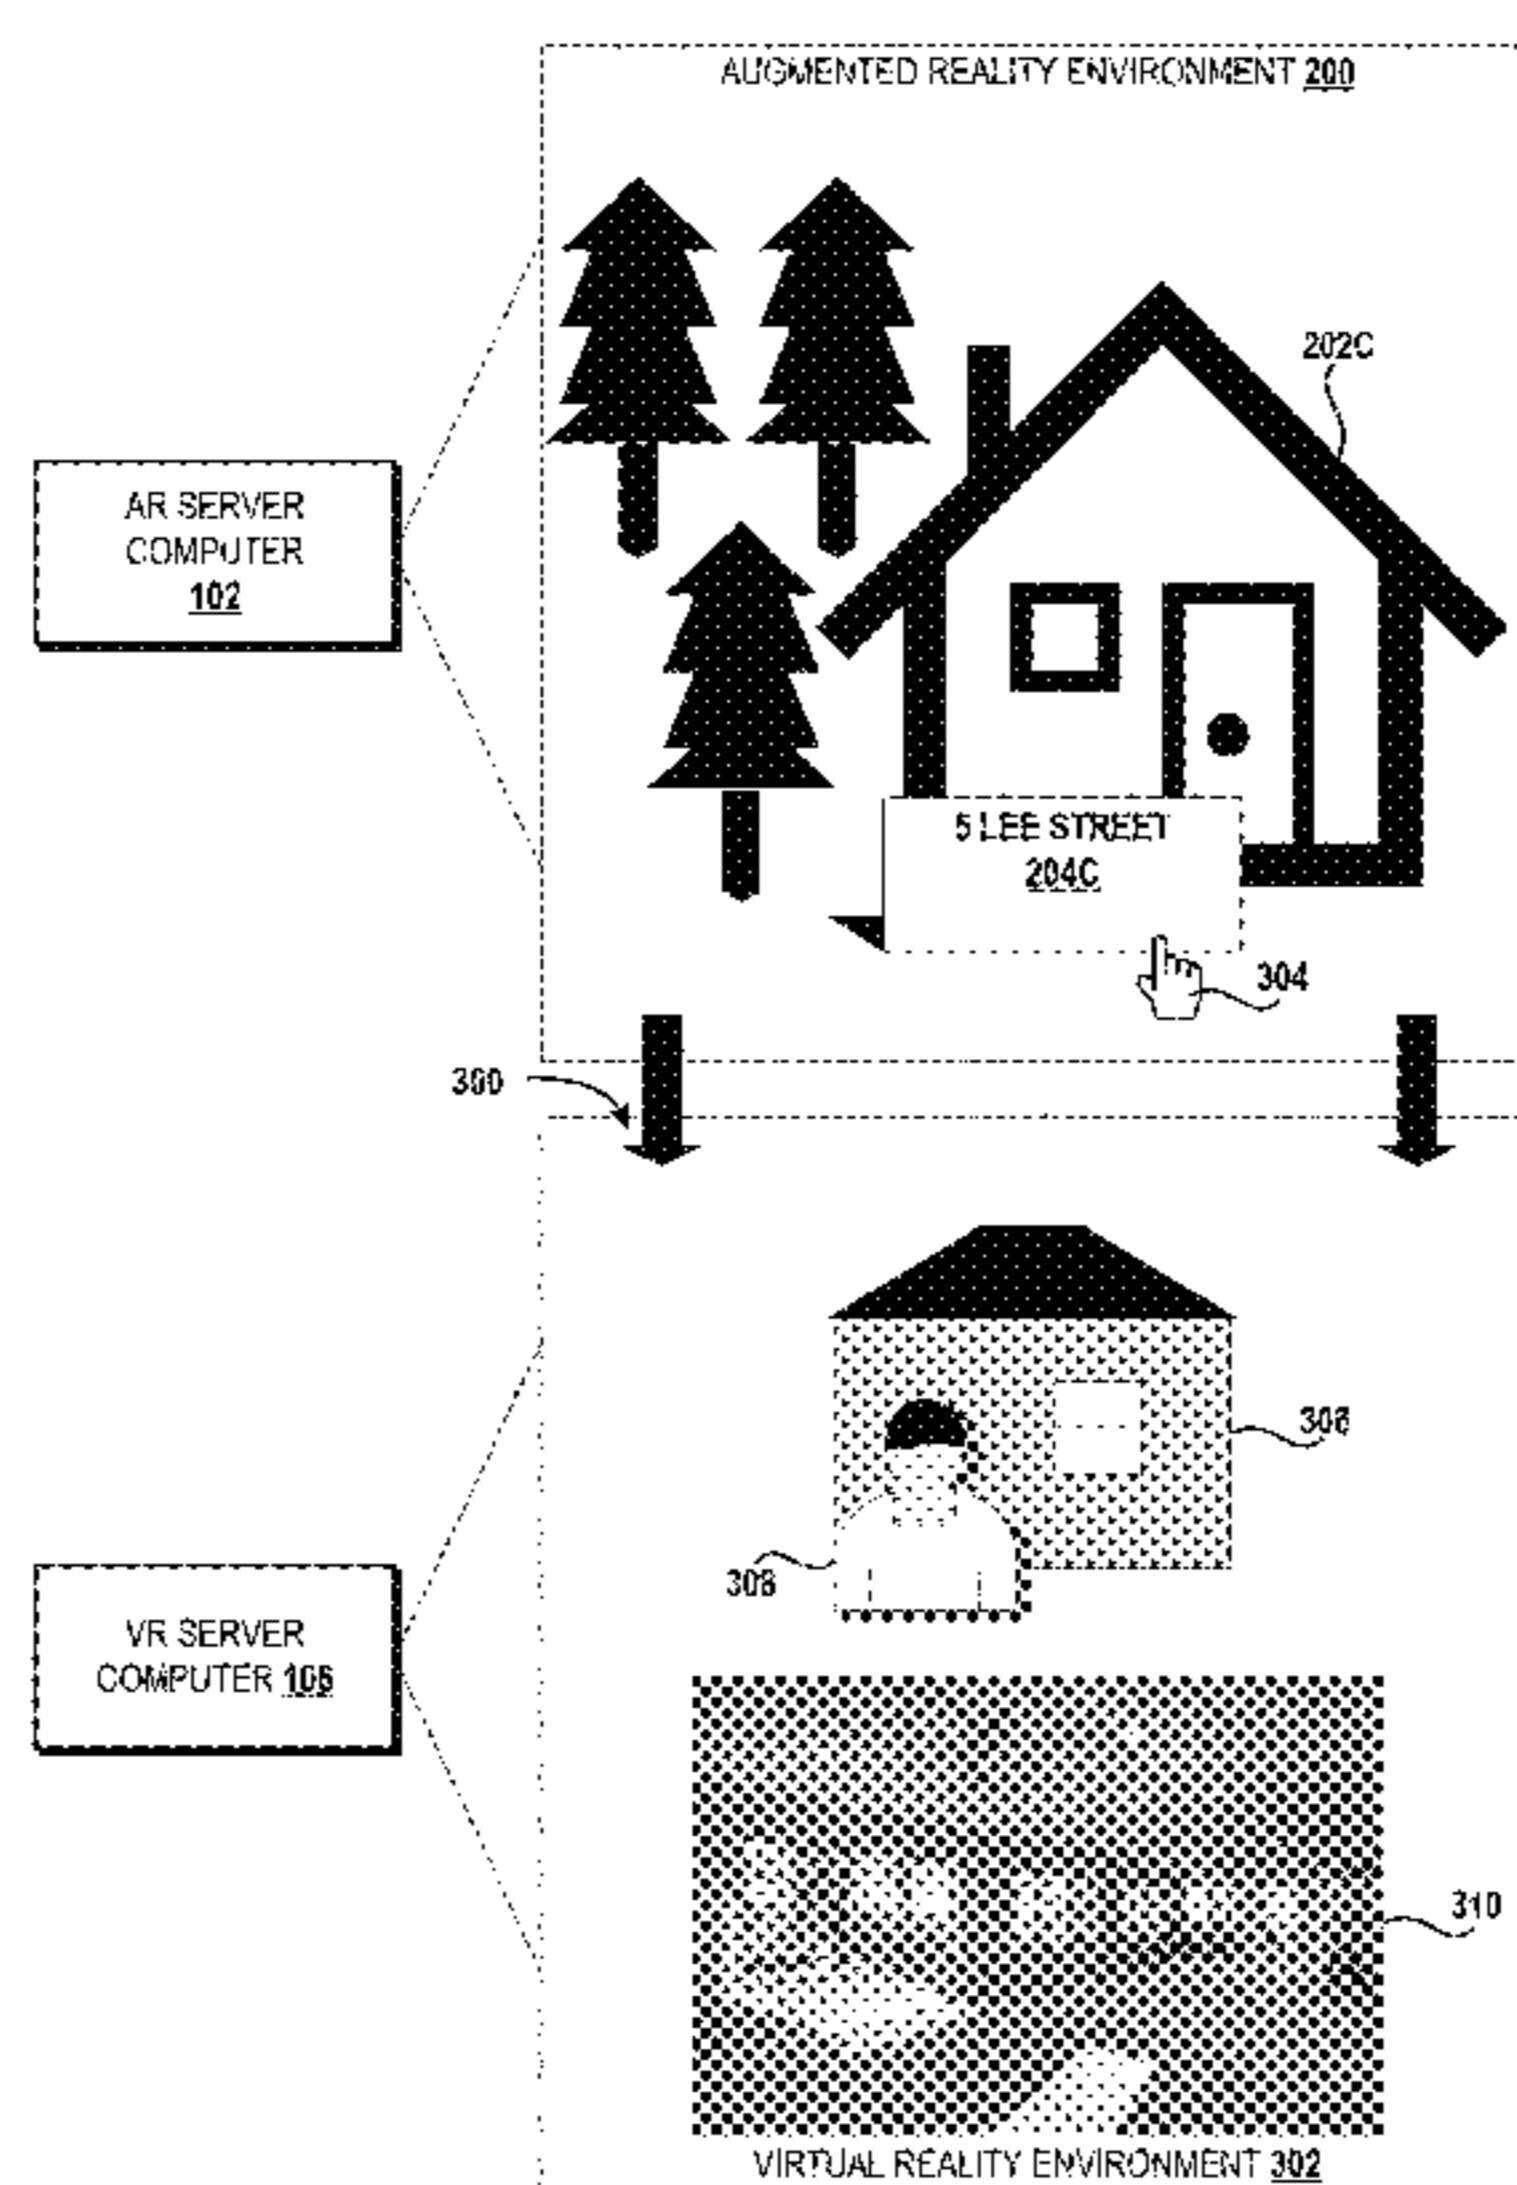 AUGMENTED REALITY ENVIRONMENT 200
202C
AR SERVER
COMPUTER
102
5 LEE STREET
204C
304
300
306
308
VR SERVER
COMPUTER 106
310
VIRTUAL REALITY ENVIRONMENT 302